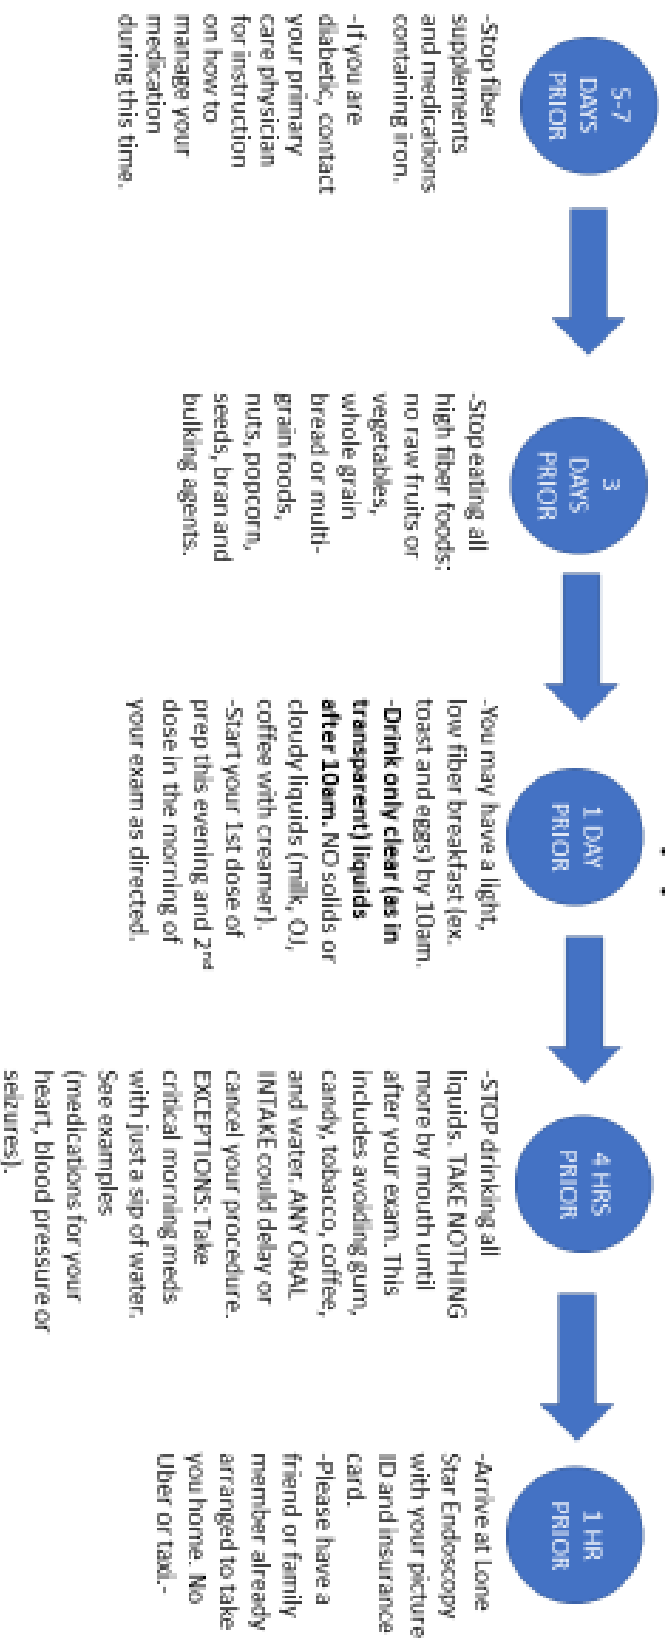 5-7
DAYS
PRIOR
-Stop fiber
supplements
and medications
containing iron.
-If you are
diabetic, contact
your primary
care physician
for instruction
on how to
manage your
medication
during this time.
3
DAYS
PRIOR
-Stop eating all
high fiber foods:
no raw fruits or
vegetables,
whole grain
bread or multi-
grain foods,
nuts, popcorn,
seeds, bran and
bulking agents.
1 DAY
PRIOR
-You may have a light,
low fiber breakfast (ex.
toast and eggs) by 10am.
-Drink only clear (as in
transparent) liquids
after 10am. NO solids or
cloudy liquids (milk, OJ,
coffee with creamer).
-Start your 1st dose of
prep this evening and 2nd
dose in the morning of
your exam as directed.
4 HRS
PRIOR
-STOP drinking all
liquids. TAKE NOTHING
more by mouth until
after your exam. This
includes avoiding gum,
candy, tobacco, coffee,
and water. ANY ORAL
INTAKE could delay or
cancel your procedure.
EXCEPTIONS: Take
critical morning meds
with just a sip of water.
See examples
(medications for your
heart, blood pressure or
seizures).
1 HR
PRIOR
-Arrive at Lone
Star Endoscopy
with your picture
ID and insurance
card.
-Please have a
friend or family
member already
arranged to take
you home. No
Uber or taxi.-